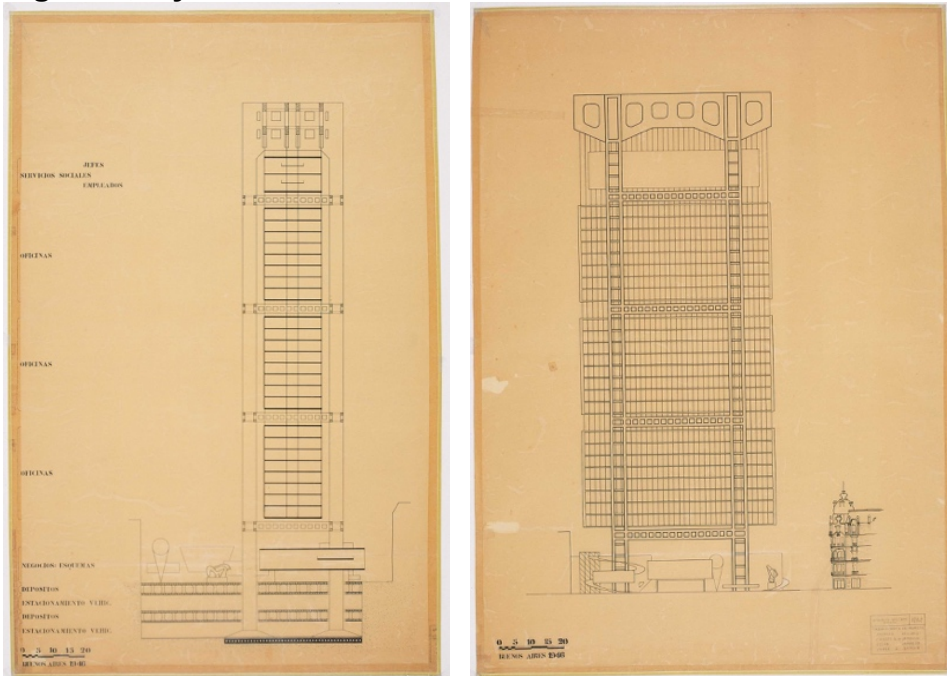 JEFES
SERVICIOS SOCIALES
EMPLEADOS
OFICINAS
OFICINAS
OFICINAS
NEGOCIOS-ESQUEMAS
DEPOSITOS
ESTACIONAMIENTO VEHIC.
DEPOSITOS
ESTACIONAMIENTO VEHIC.
0 5 10 15 20
BUENOS AIRES 1946
0 5 10 15 20
BUENOS AIRES 1946